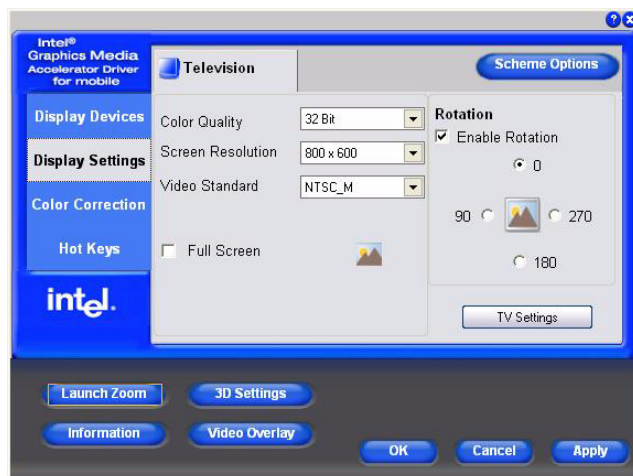 Intel®
Graphics Media
Accelerator Driver
for mobile
Television
Scheme Options
Display Devices
Display Settings
Color Correction
Hot Keys
intel.
Color Quality
32 Bit
Screen Resolution
800 x 600
Video Standard
NTSC_M
Full Screen
Rotation
Enable Rotation
0
90
270
180
TV Settings
Launch Zoom
3D Settings
Information
Video Overlay
OK
Cancel
Apply